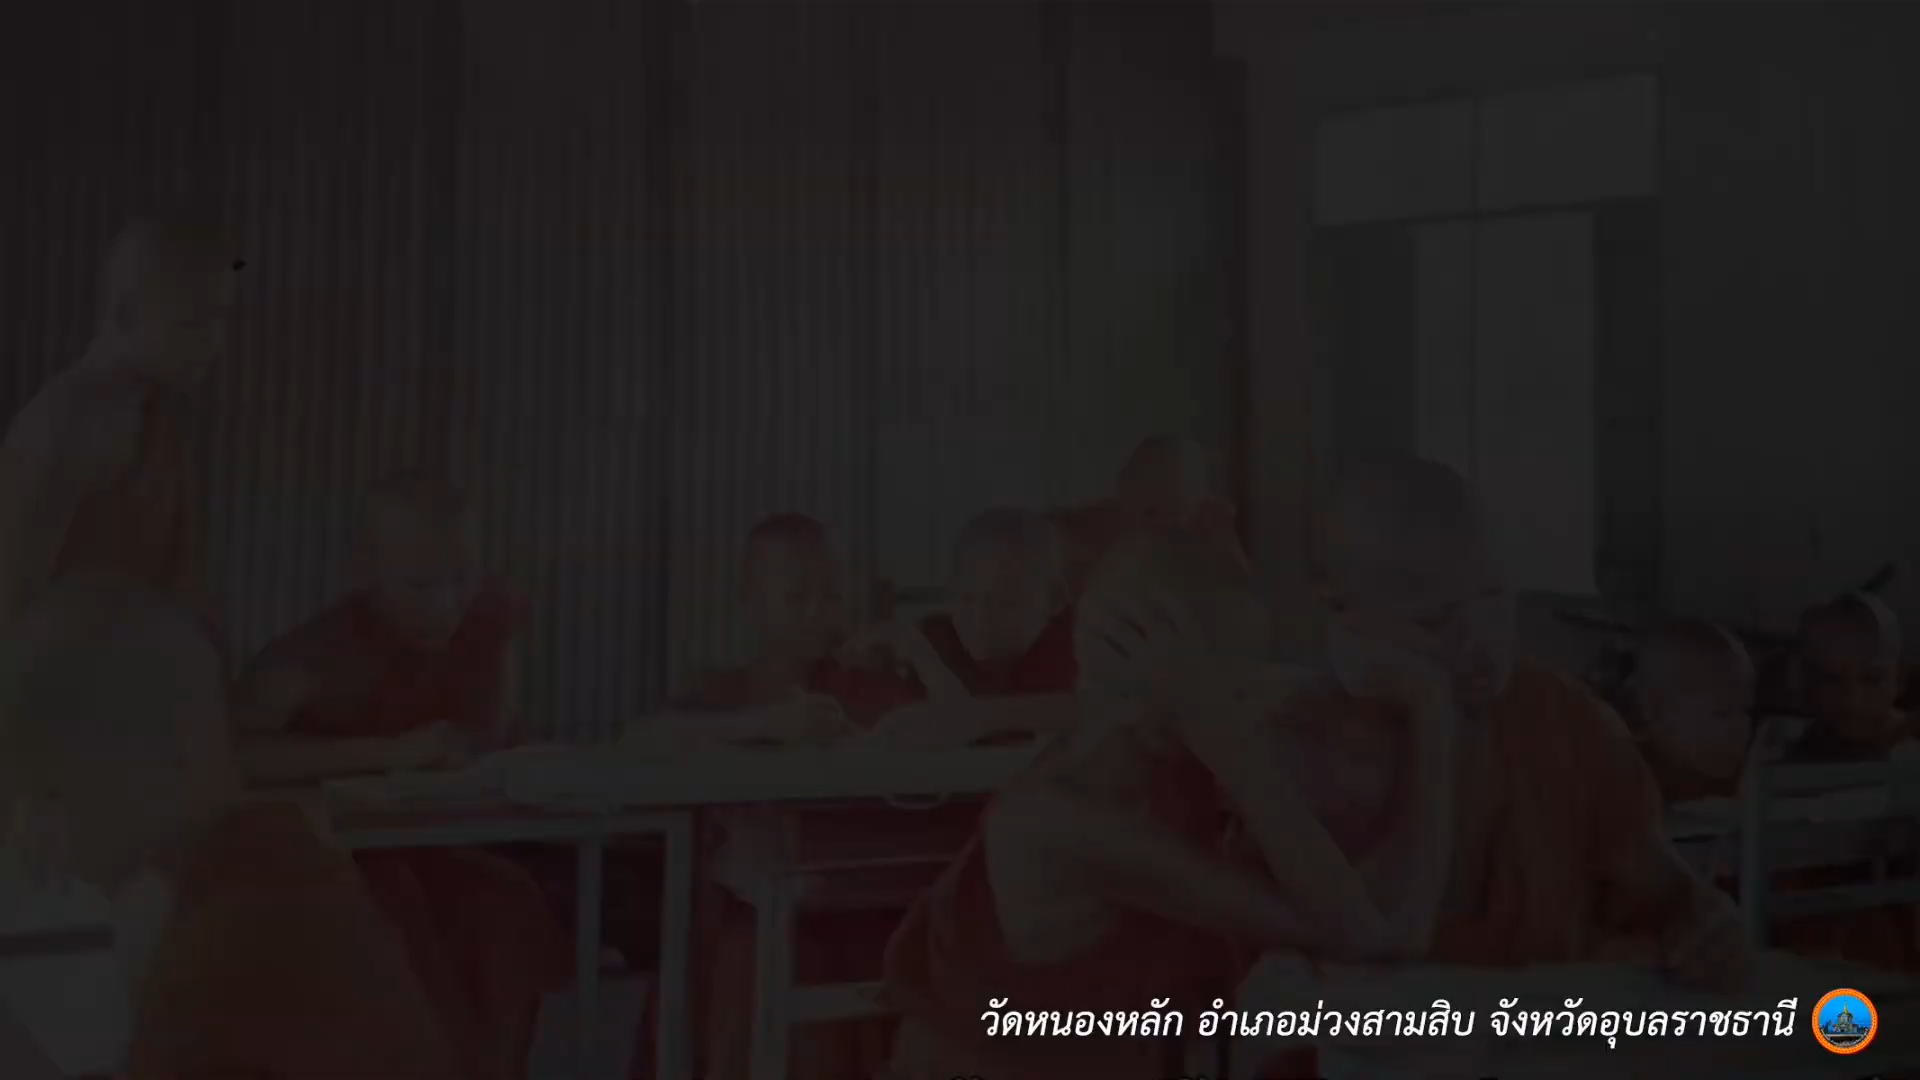 วัดหนองหลัก อำเภอม่วงสามสิบ จังหวัดอุบลราชธานี